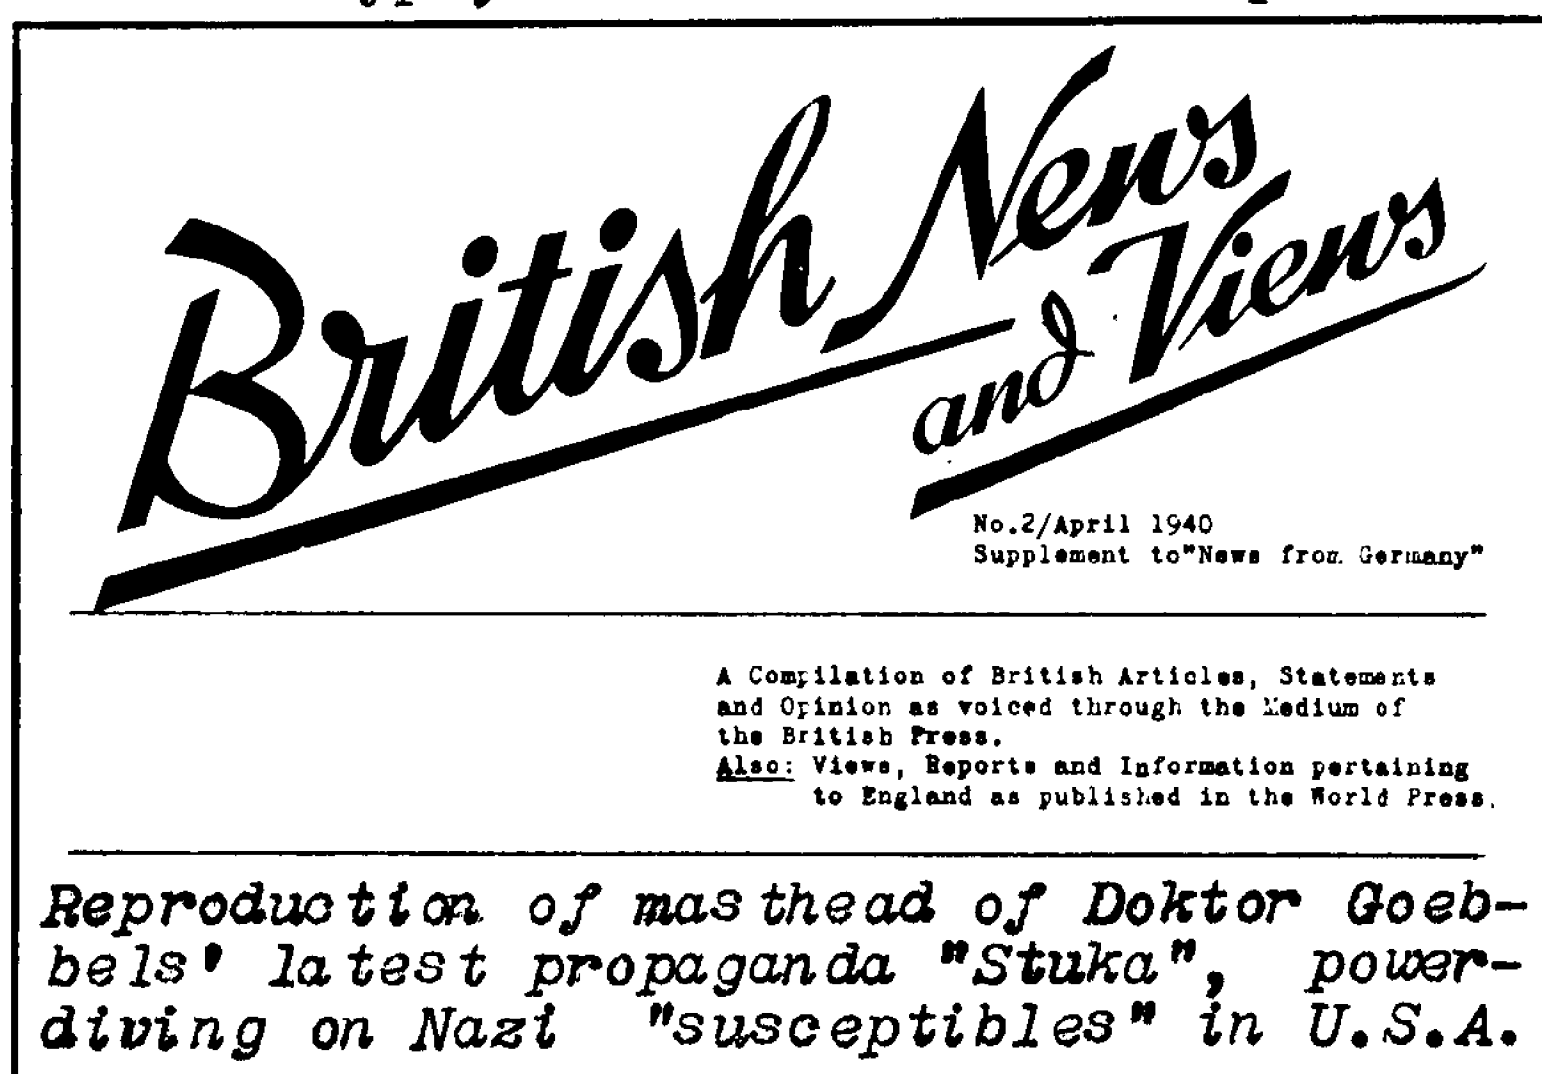 British News
and Views
No.2/April 1940
Supplement to"News from Germany"
A Compilation of British Articles, Statements
and Opinion as voiced through the Medium of
the British Press.
Also: Views, Reports and Information pertaining
to England as published in the World Press.
Reproduction of masthead of Doktor Goeb-
bels' latest propaganda "Stuka", power-
diving on Nazi "susceptibles" in U.S.A.